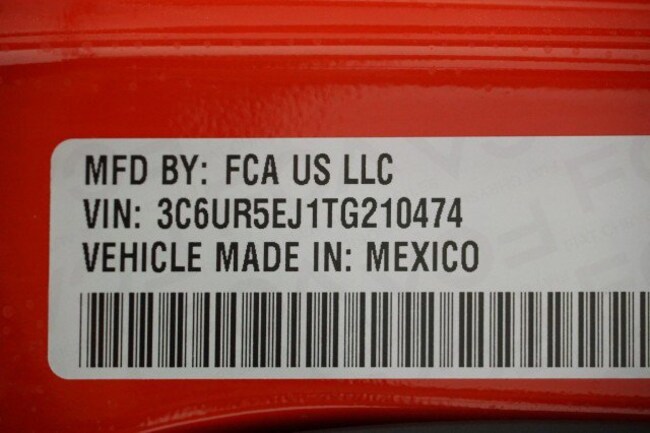 MFD BY: FCA US LLC
VIN: 3C6UR5EJ1TG210474
VEHICLE MADE IN: MEXICO